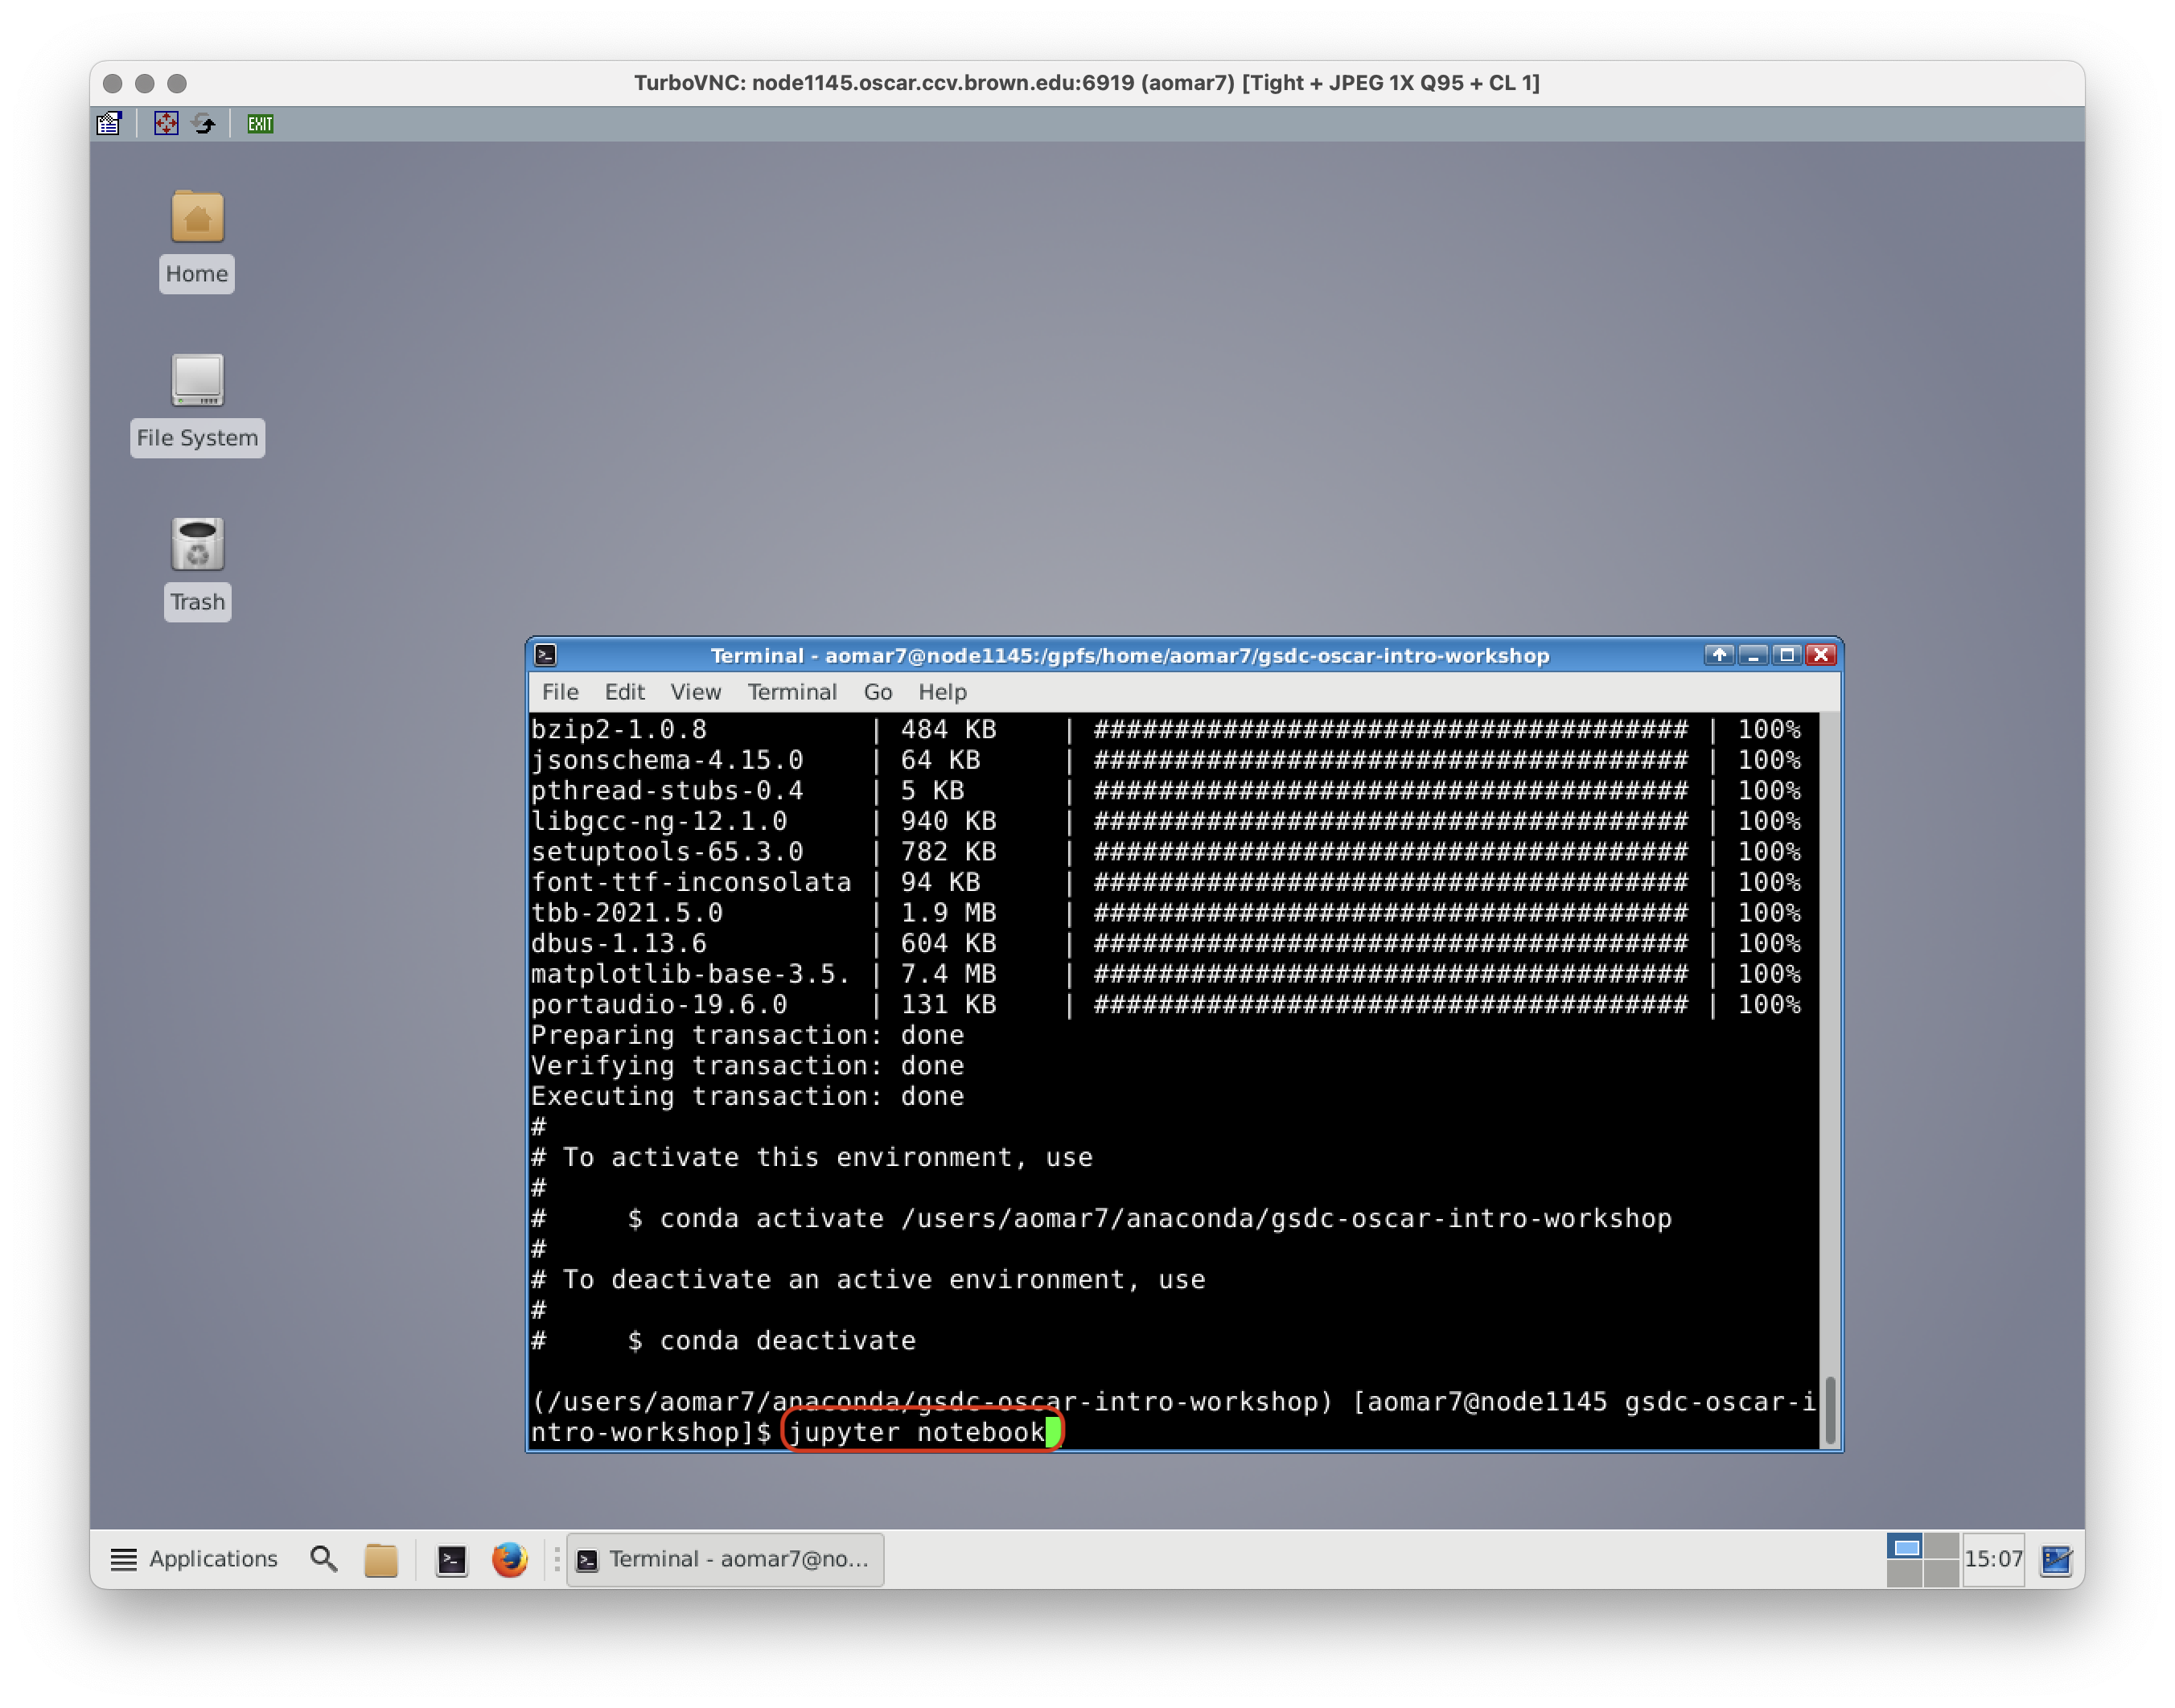 TurboVNC: node1145.oscar.ccv.brown.edu:6919 (aomar7) [Tight + JPEG 1X Q95 + CL 1]
EXIT
Home
File System
Trash
Terminal - aomar7@node1145:/gpfs/home/aomar7/gsdc-oscar-intro-workshop
File Edit View Terminal Go Help
bzip2-1.0.8 | 484 KB | ##################################### | 100%
jsonschema-4.15.0 | 64 KB | ##################################### | 100%
pthread-stubs-0.4 | 5 KB | ##################################### | 100%
libgcc-ng-12.1.0 | 940 KB | ##################################### | 100%
setuptools-65.3.0 | 782 KB | ##################################### | 100%
font-ttf-inconsolata | 94 KB | ##################################### | 100%
tbb-2021.5.0 | 1.9 MB | ##################################### | 100%
dbus-1.13.6 | 604 KB | ##################################### | 100%
matplotlib-base-3.5. | 7.4 MB | ##################################### | 100%
portaudio-19.6.0 | 131 KB | ##################################### | 100%
Preparing transaction: done
Verifying transaction: done
Executing transaction: done
#
# To activate this environment, use
#
#     $ conda activate /users/aomar7/anaconda/gsdc-oscar-intro-workshop
#
# To deactivate an active environment, use
#
#     $ conda deactivate
(/users/aomar7/anaconda/gsdc-oscar-intro-workshop) [aomar7@node1145 gsdc-oscar-i
ntro-workshop]$ jupyter notebook
Applications
Terminal - aomar7@no...
15:07